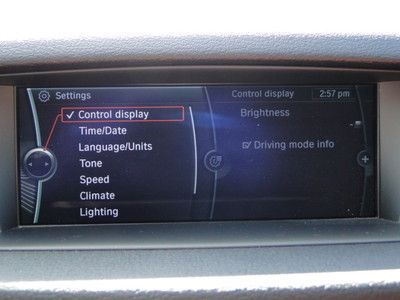 Settings
Control display
2:57 pm
✓ Control display
Brightness
Time/Date
Language/Units
Driving mode info
Tone
Speed
Climate
Lighting